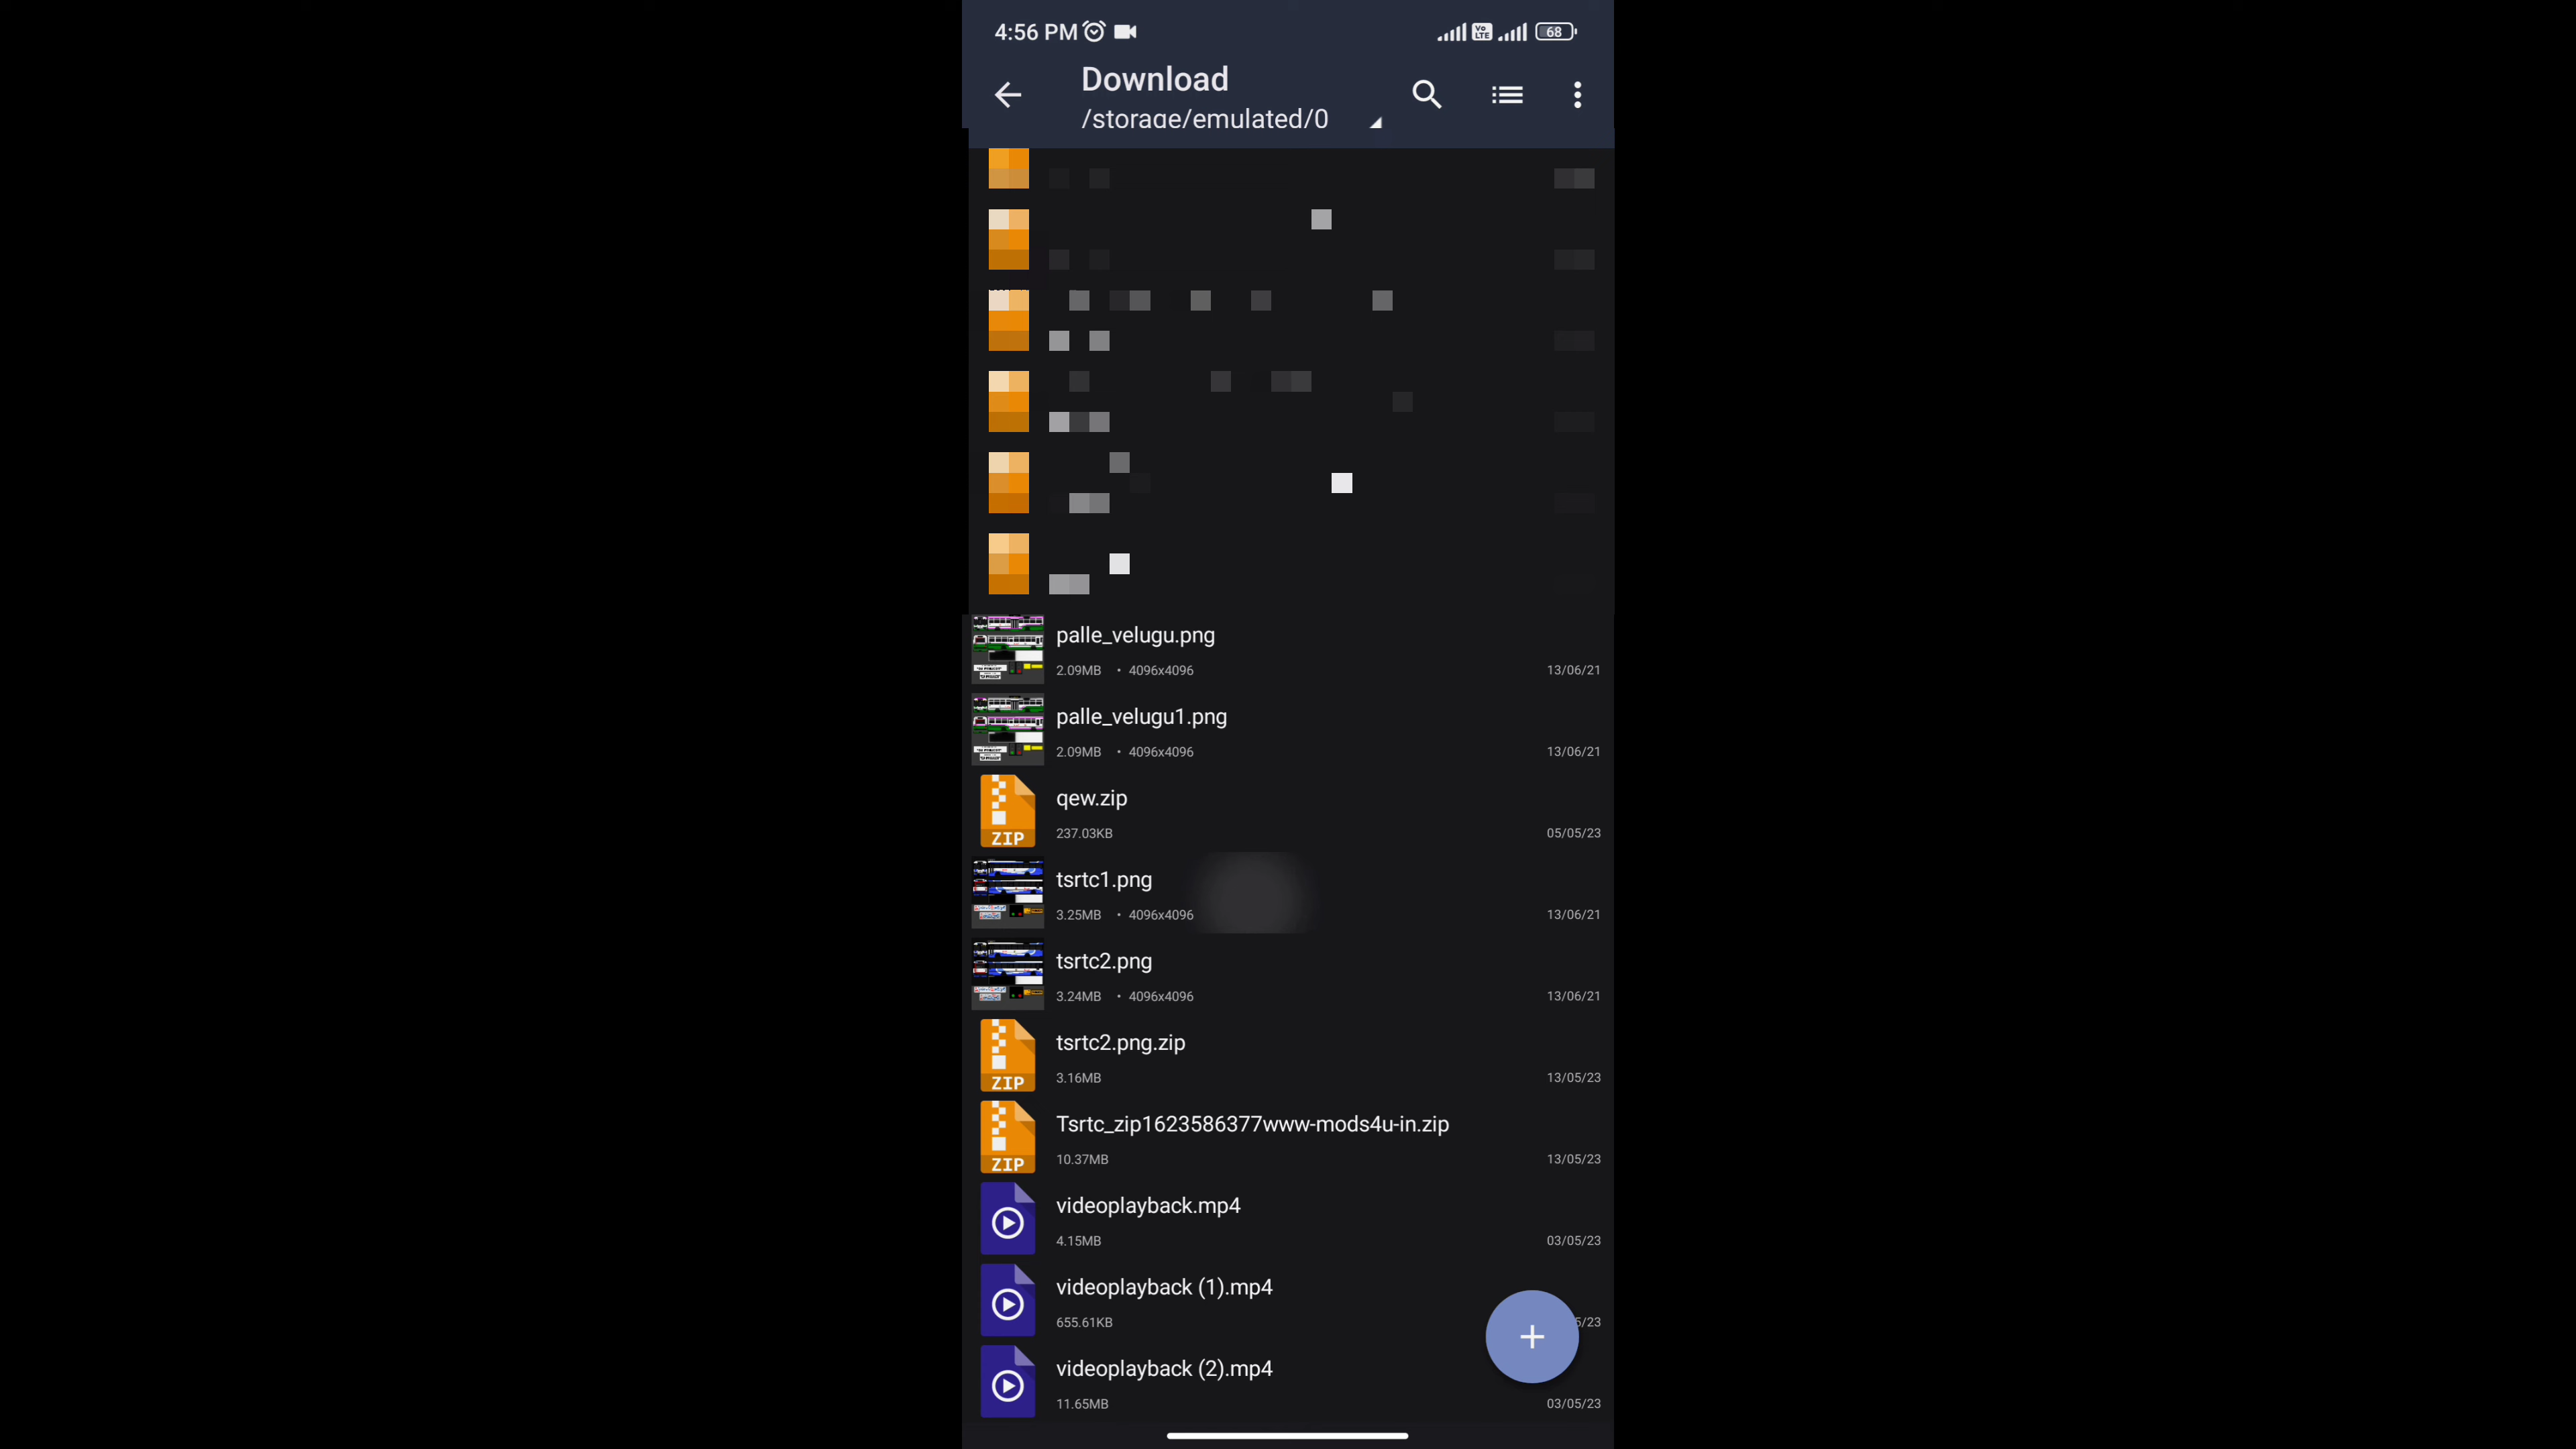 4:56 PM
Vo LTE
68
Download
/storage/emulated/0
palle_velugu.png
2.09MB • 4096x4096 13/06/21
palle_velugu1.png
2.09MB • 4096x4096 13/06/21
ZIP
qew.zip
237.03KB 05/05/23
tsrtc1.png
3.25MB • 4096x4096 13/06/21
tsrtc2.png
3.24MB • 4096x4096 13/06/21
ZIP
tsrtc2.png.zip
3.16MB 13/05/23
ZIP
Tsrtc_zip1623586377www-mods4u-in.zip
10.37MB 13/05/23
videoplayback.mp4
4.15MB 03/05/23
videoplayback (1).mp4
655.61KB 5/23
videoplayback (2).mp4
11.65MB 03/05/23